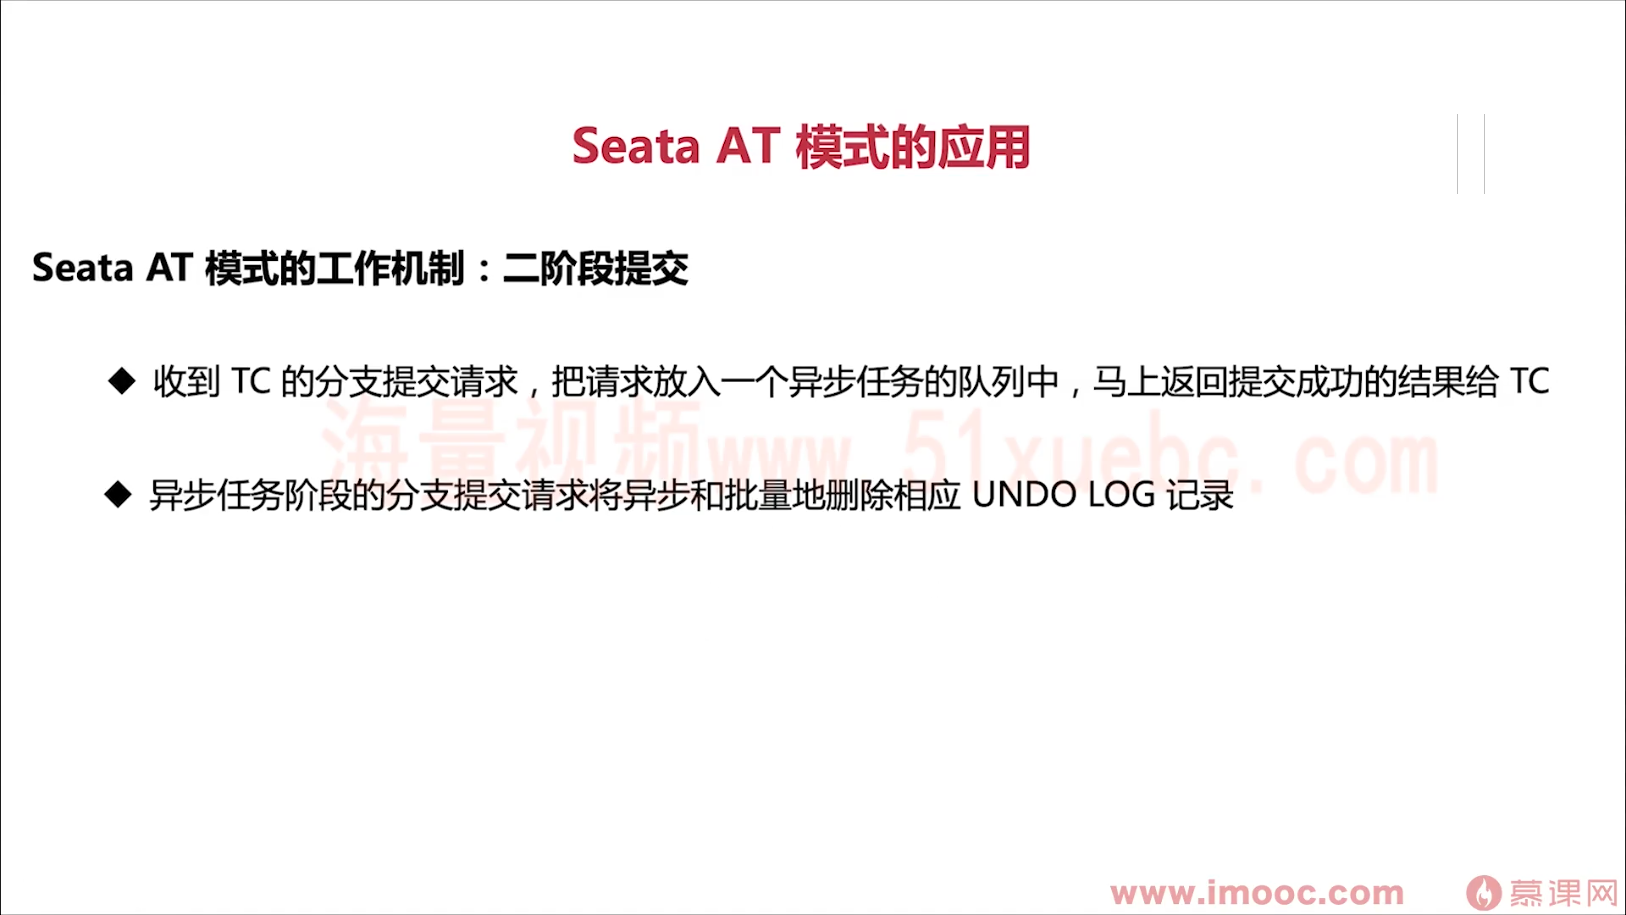 Seata AT 模式的应用
Seata AT 模式的工作机制：二阶段提交
◆ 收到 TC 的分支提交请求，把请求放入一个异步任务的队列中，马上返回提交成功的结果给 TC
海量视频www.51xuebc.com
◆ 异步任务阶段的分支提交请求将异步和批量地删除相应 UNDO LOG 记录
www.imooc.com 慕课网